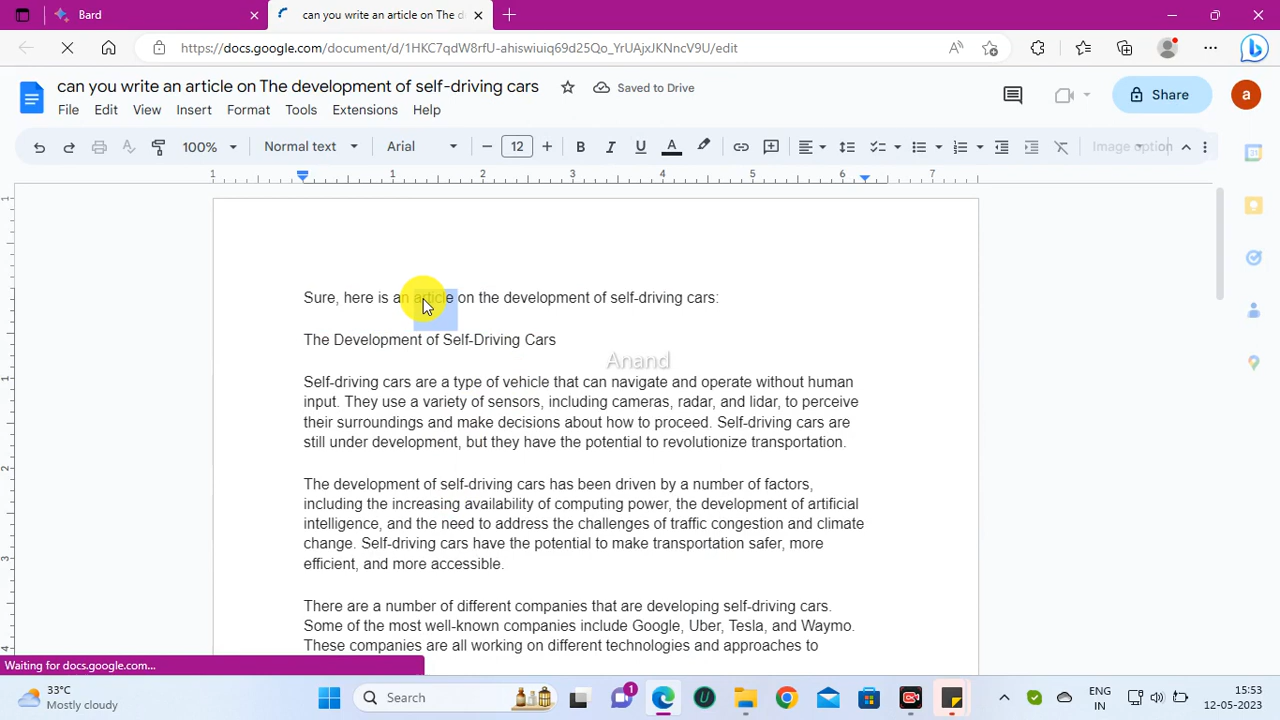 Bard
can you write an article on The d
https://docs.google.com/document/d/1HKC7qdW8rfU-ahiswiuiq69d25Qo_YrUAjxJKNncV9U/edit
can you write an article on The development of self-driving cars
Saved to Drive
Share
a
File Edit View Insert Format Tools Extensions Help
100% Normal text Arial 12 Image option
1 1 2 3 4 5 6 7
Sure, here is an article on the development of self-driving cars:
The Development of Self-Driving Cars
Anand
Self-driving cars are a type of vehicle that can navigate and operate without human
input. They use a variety of sensors, including cameras, radar, and lidar, to perceive
their surroundings and make decisions about how to proceed. Self-driving cars are
still under development, but they have the potential to revolutionize transportation.
The development of self-driving cars has been driven by a number of factors,
including the increasing availability of computing power, the development of artificial
intelligence, and the need to address the challenges of traffic congestion and climate
change. Self-driving cars have the potential to make transportation safer, more
efficient, and more accessible.
There are a number of different companies that are developing self-driving cars.
Some of the most well-known companies include Google, Uber, Tesla, and Waymo.
These companies are all working on different technologies and approaches to
Waiting for docs.google.com...
33°C
Mostly cloudy
Search
1
ENG
IN
15:53
12-05-2023